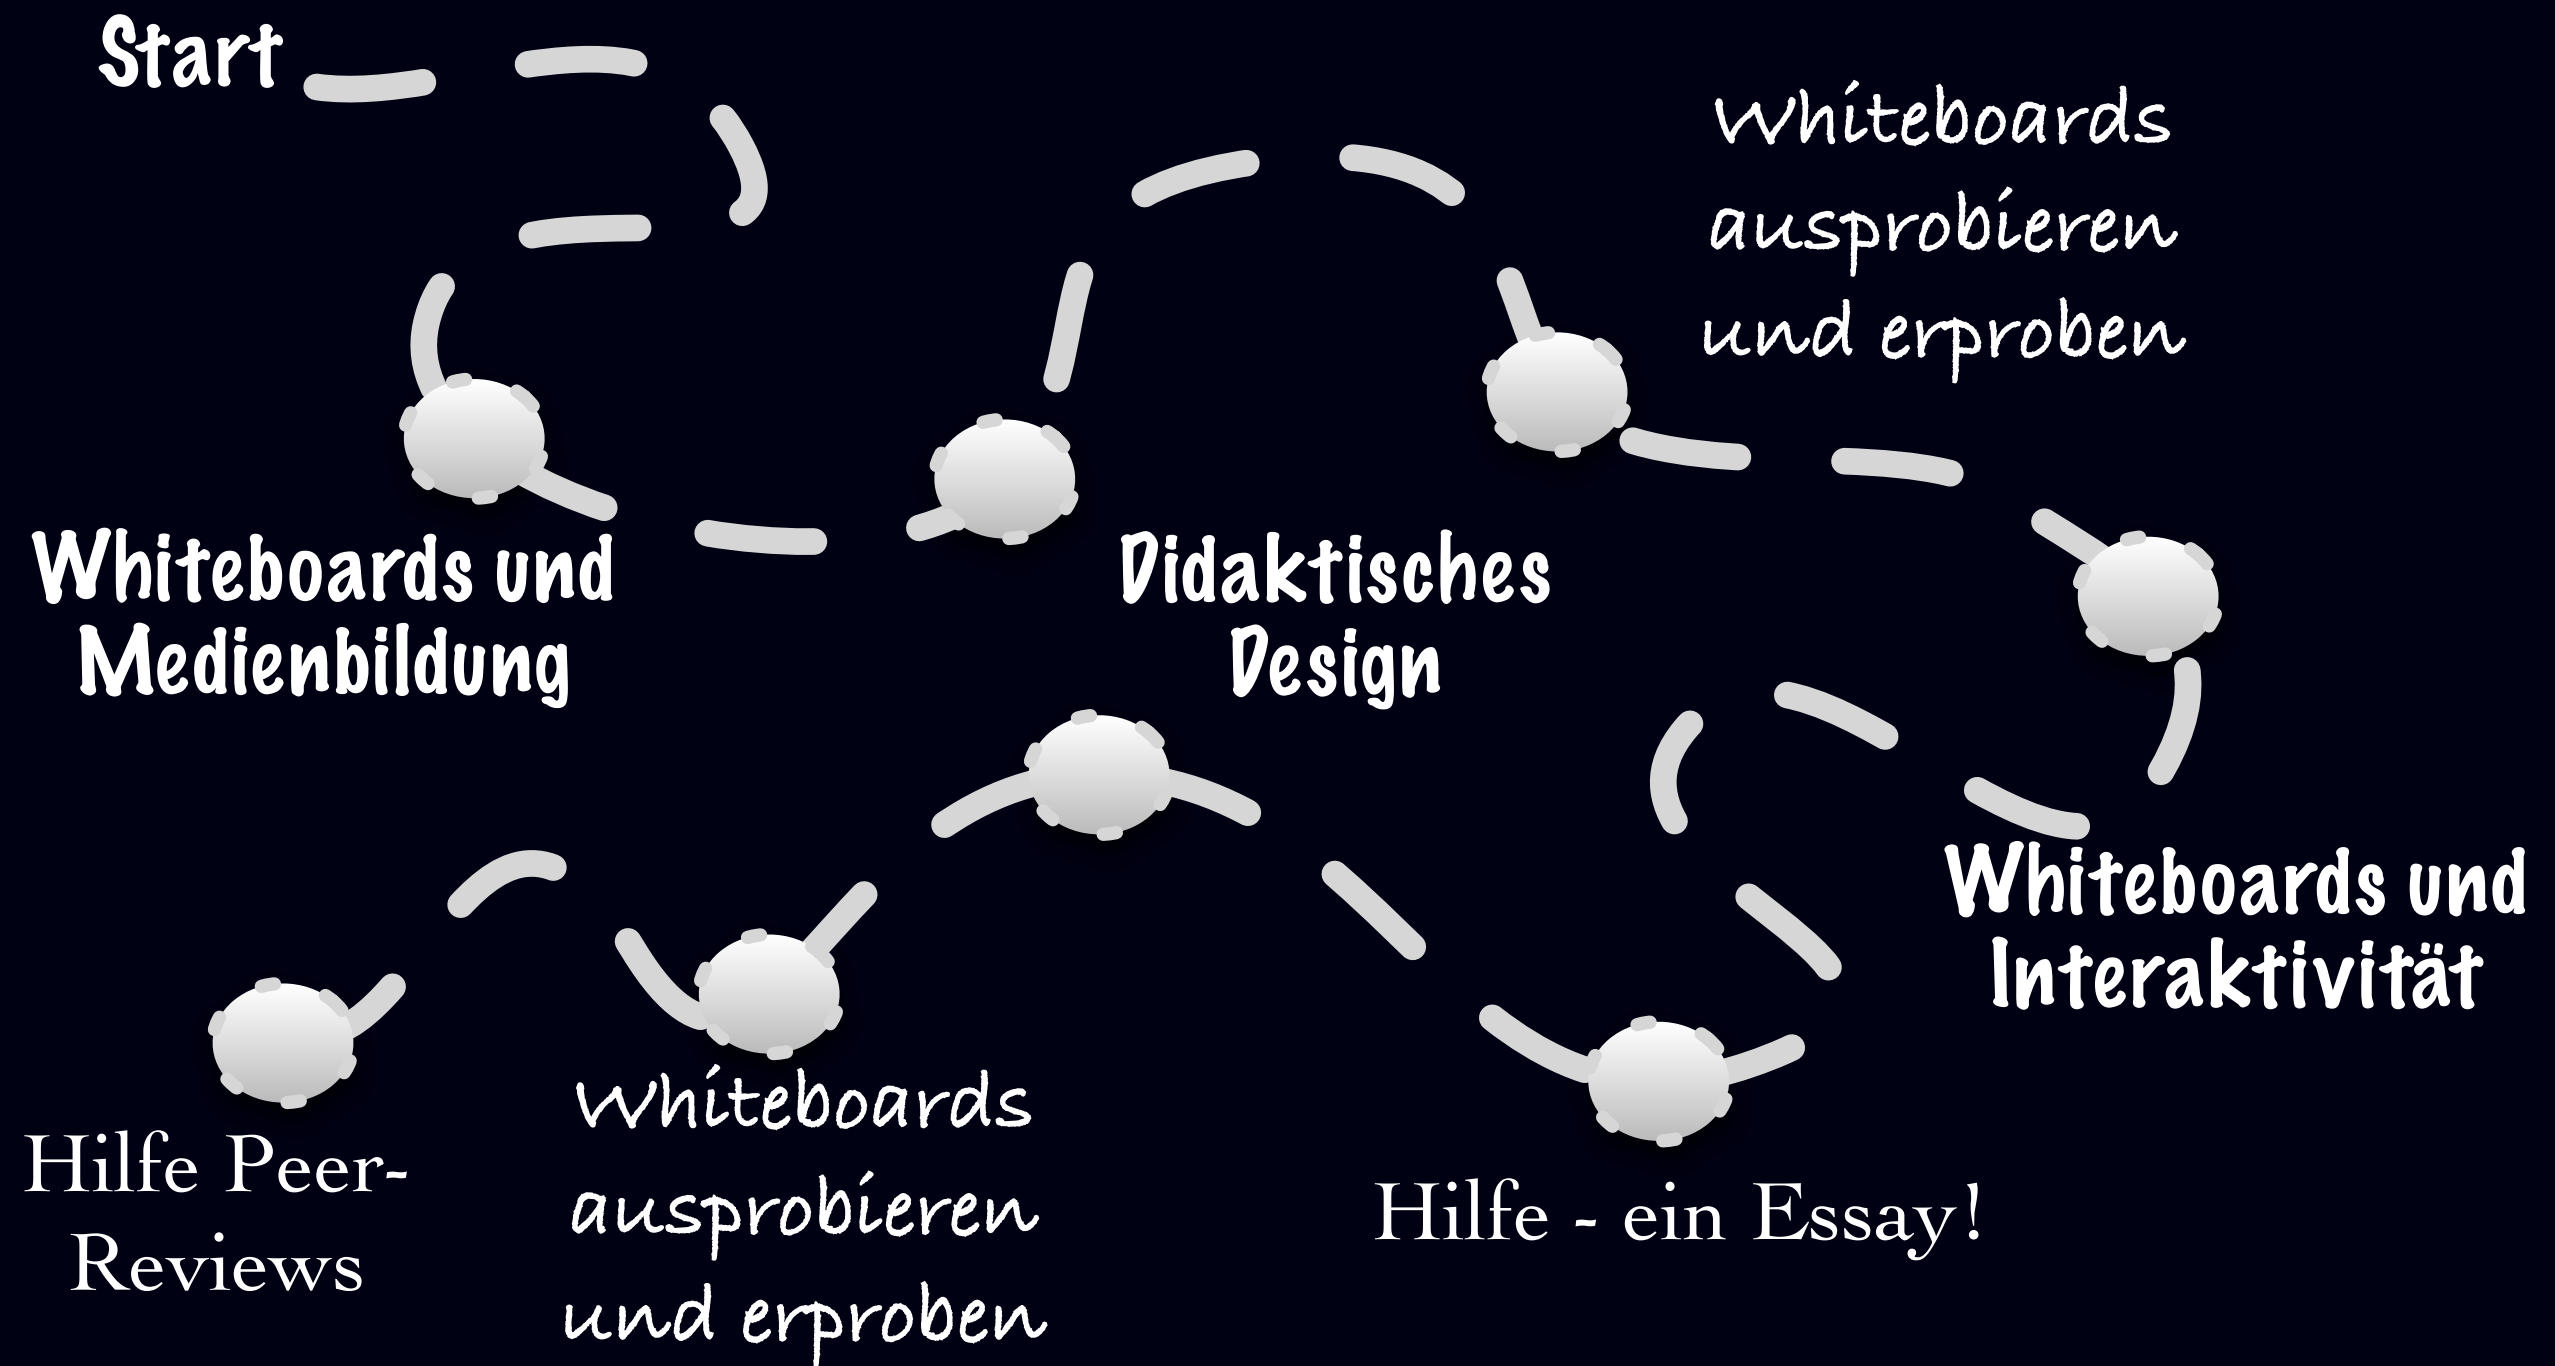 Start
Whiteboards
ausprobieren
und erproben
Whiteboards und
Medienbildung
Didaktisches
Design
Whiteboards und
Interaktivität
Hilfe - ein Essay!
Whiteboards
ausprobieren
und erproben
Hilfe Peer-
Reviews